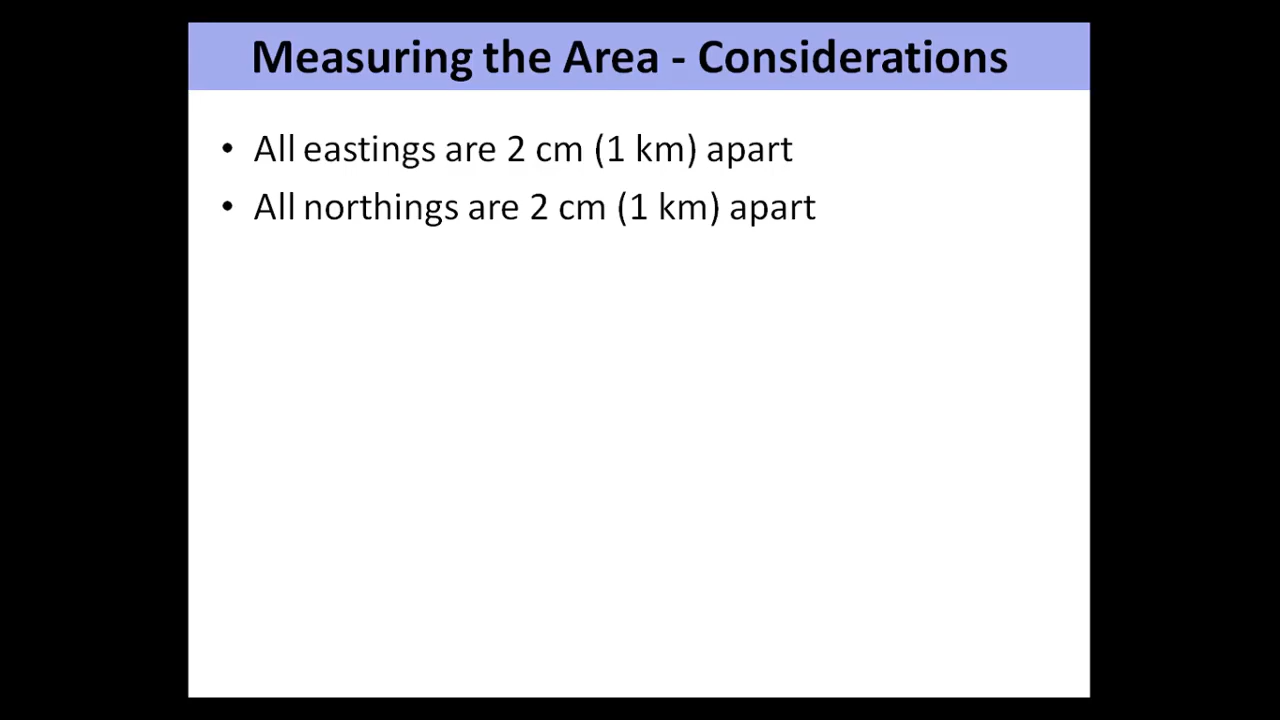 Measuring the Area - Considerations
• All eastings are 2 cm (1 km) apart
• All northings are 2 cm (1 km) apart